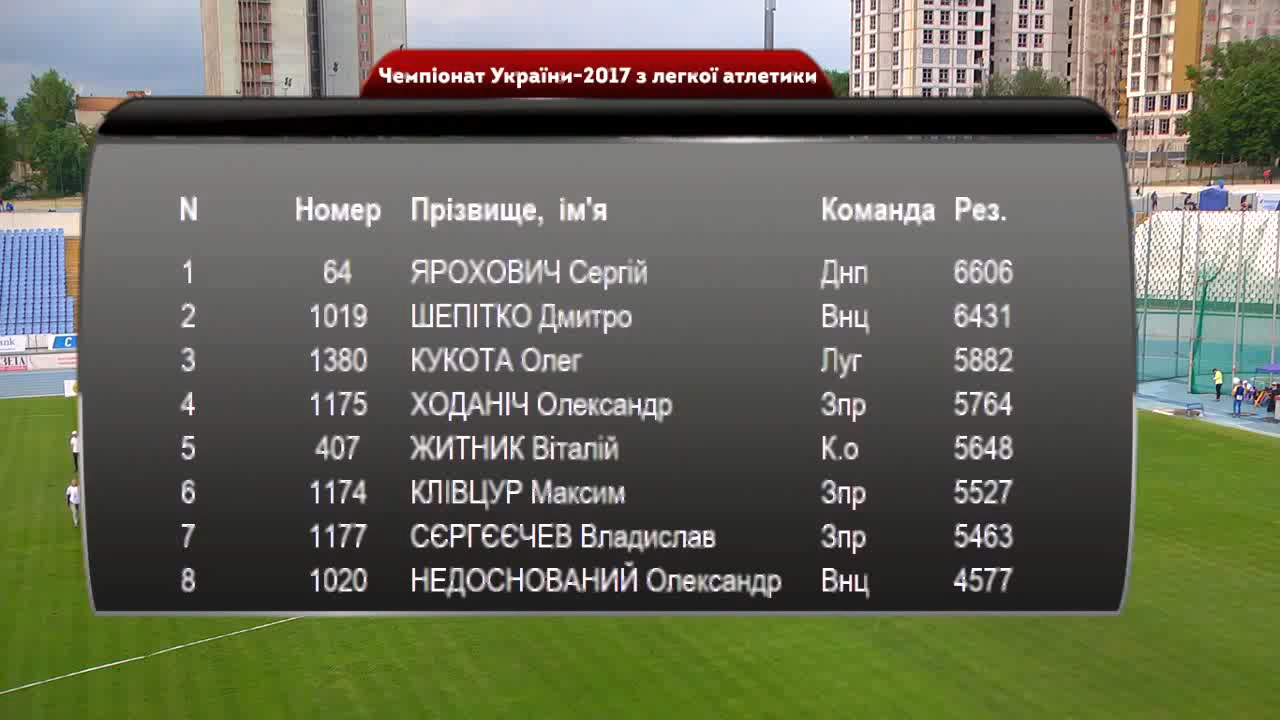 Чемпіонат України-2017 з легкої атлетики
N Номер Прізвище, ім'я Команда Рез.
1 64 ЯРОХОВИЧ Сергій Днп 6606
2 1019 ШЕПІТКО Дмитро Внц 6431
3 1380 КУКОТА Олег Луг 5882
4 1175 ХОДАНІЧ Олександр Зпр 5764
5 407 ЖИТНИК Віталій К.о 5648
6 1174 КЛІВЦУР Максим Зпр 5527
7 1177 СЄРГЄЄЧЕВ Владислав Зпр 5463
8 1020 НЕДОСНОВАНИЙ Олександр Внц 4577